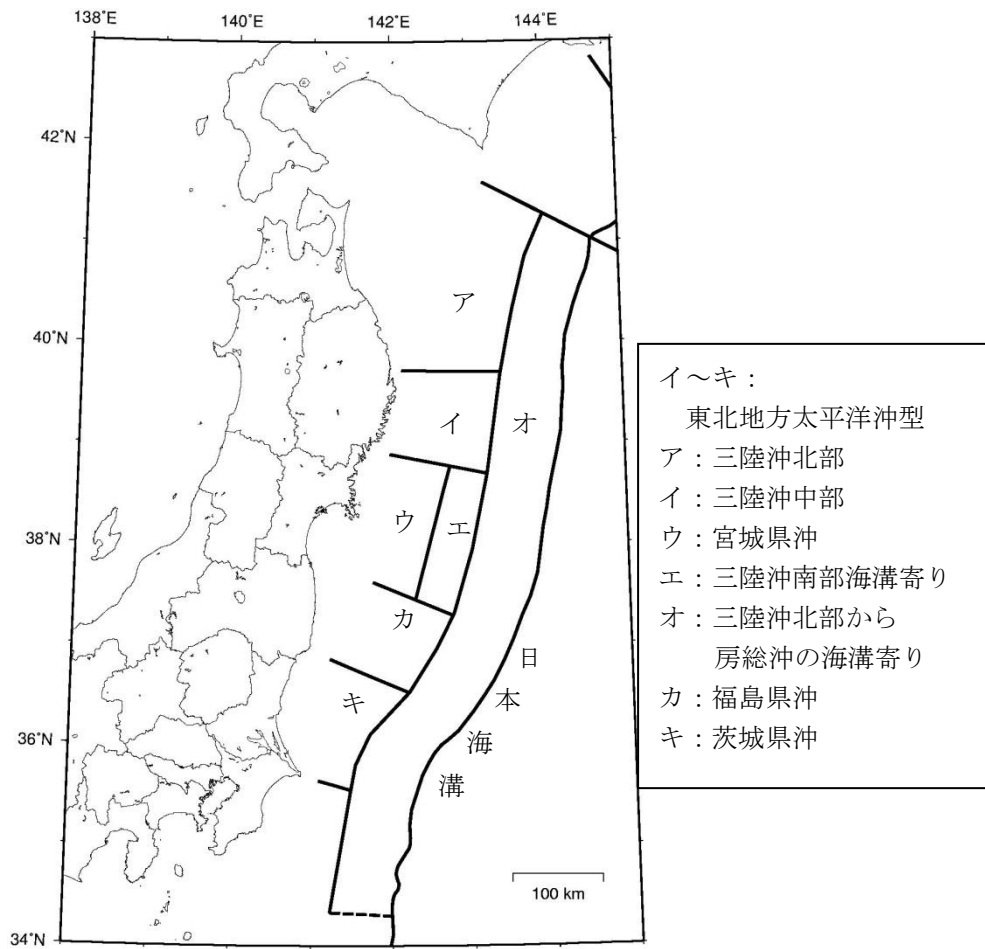 138°E
140°E
142°E
144°E
42°N
40°N
38°N
36°N
34°N
ア
イ
オ
ウ
エ
カ
キ
日
本
海
溝
100 km
イ～キ：
東北地方太平洋沖型
ア：三陸沖北部
イ：三陸沖中部
ウ：宮城県沖
エ：三陸沖南部海溝寄り
オ：三陸沖北部から
房総沖の海溝寄り
カ：福島県沖
キ：茨城県沖